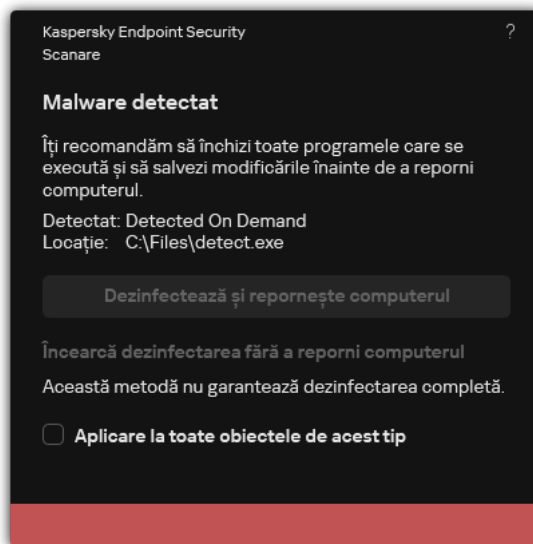 Kaspersky Endpoint Security
?
Scanare
Malware detectat
Îți recomandăm să închizi toate programele care se
execută și să salvezi modificările înainte de a reporni
computerul.
Detectat: Detected On Demand
Locație: C:\Files\detect.exe
Dezinfectează și repornește computerul
Încearcă dezinfectarea fără a reporni computerul
Această metodă nu garantează dezinfectarea completă.
Aplicare la toate obiectele de acest tip